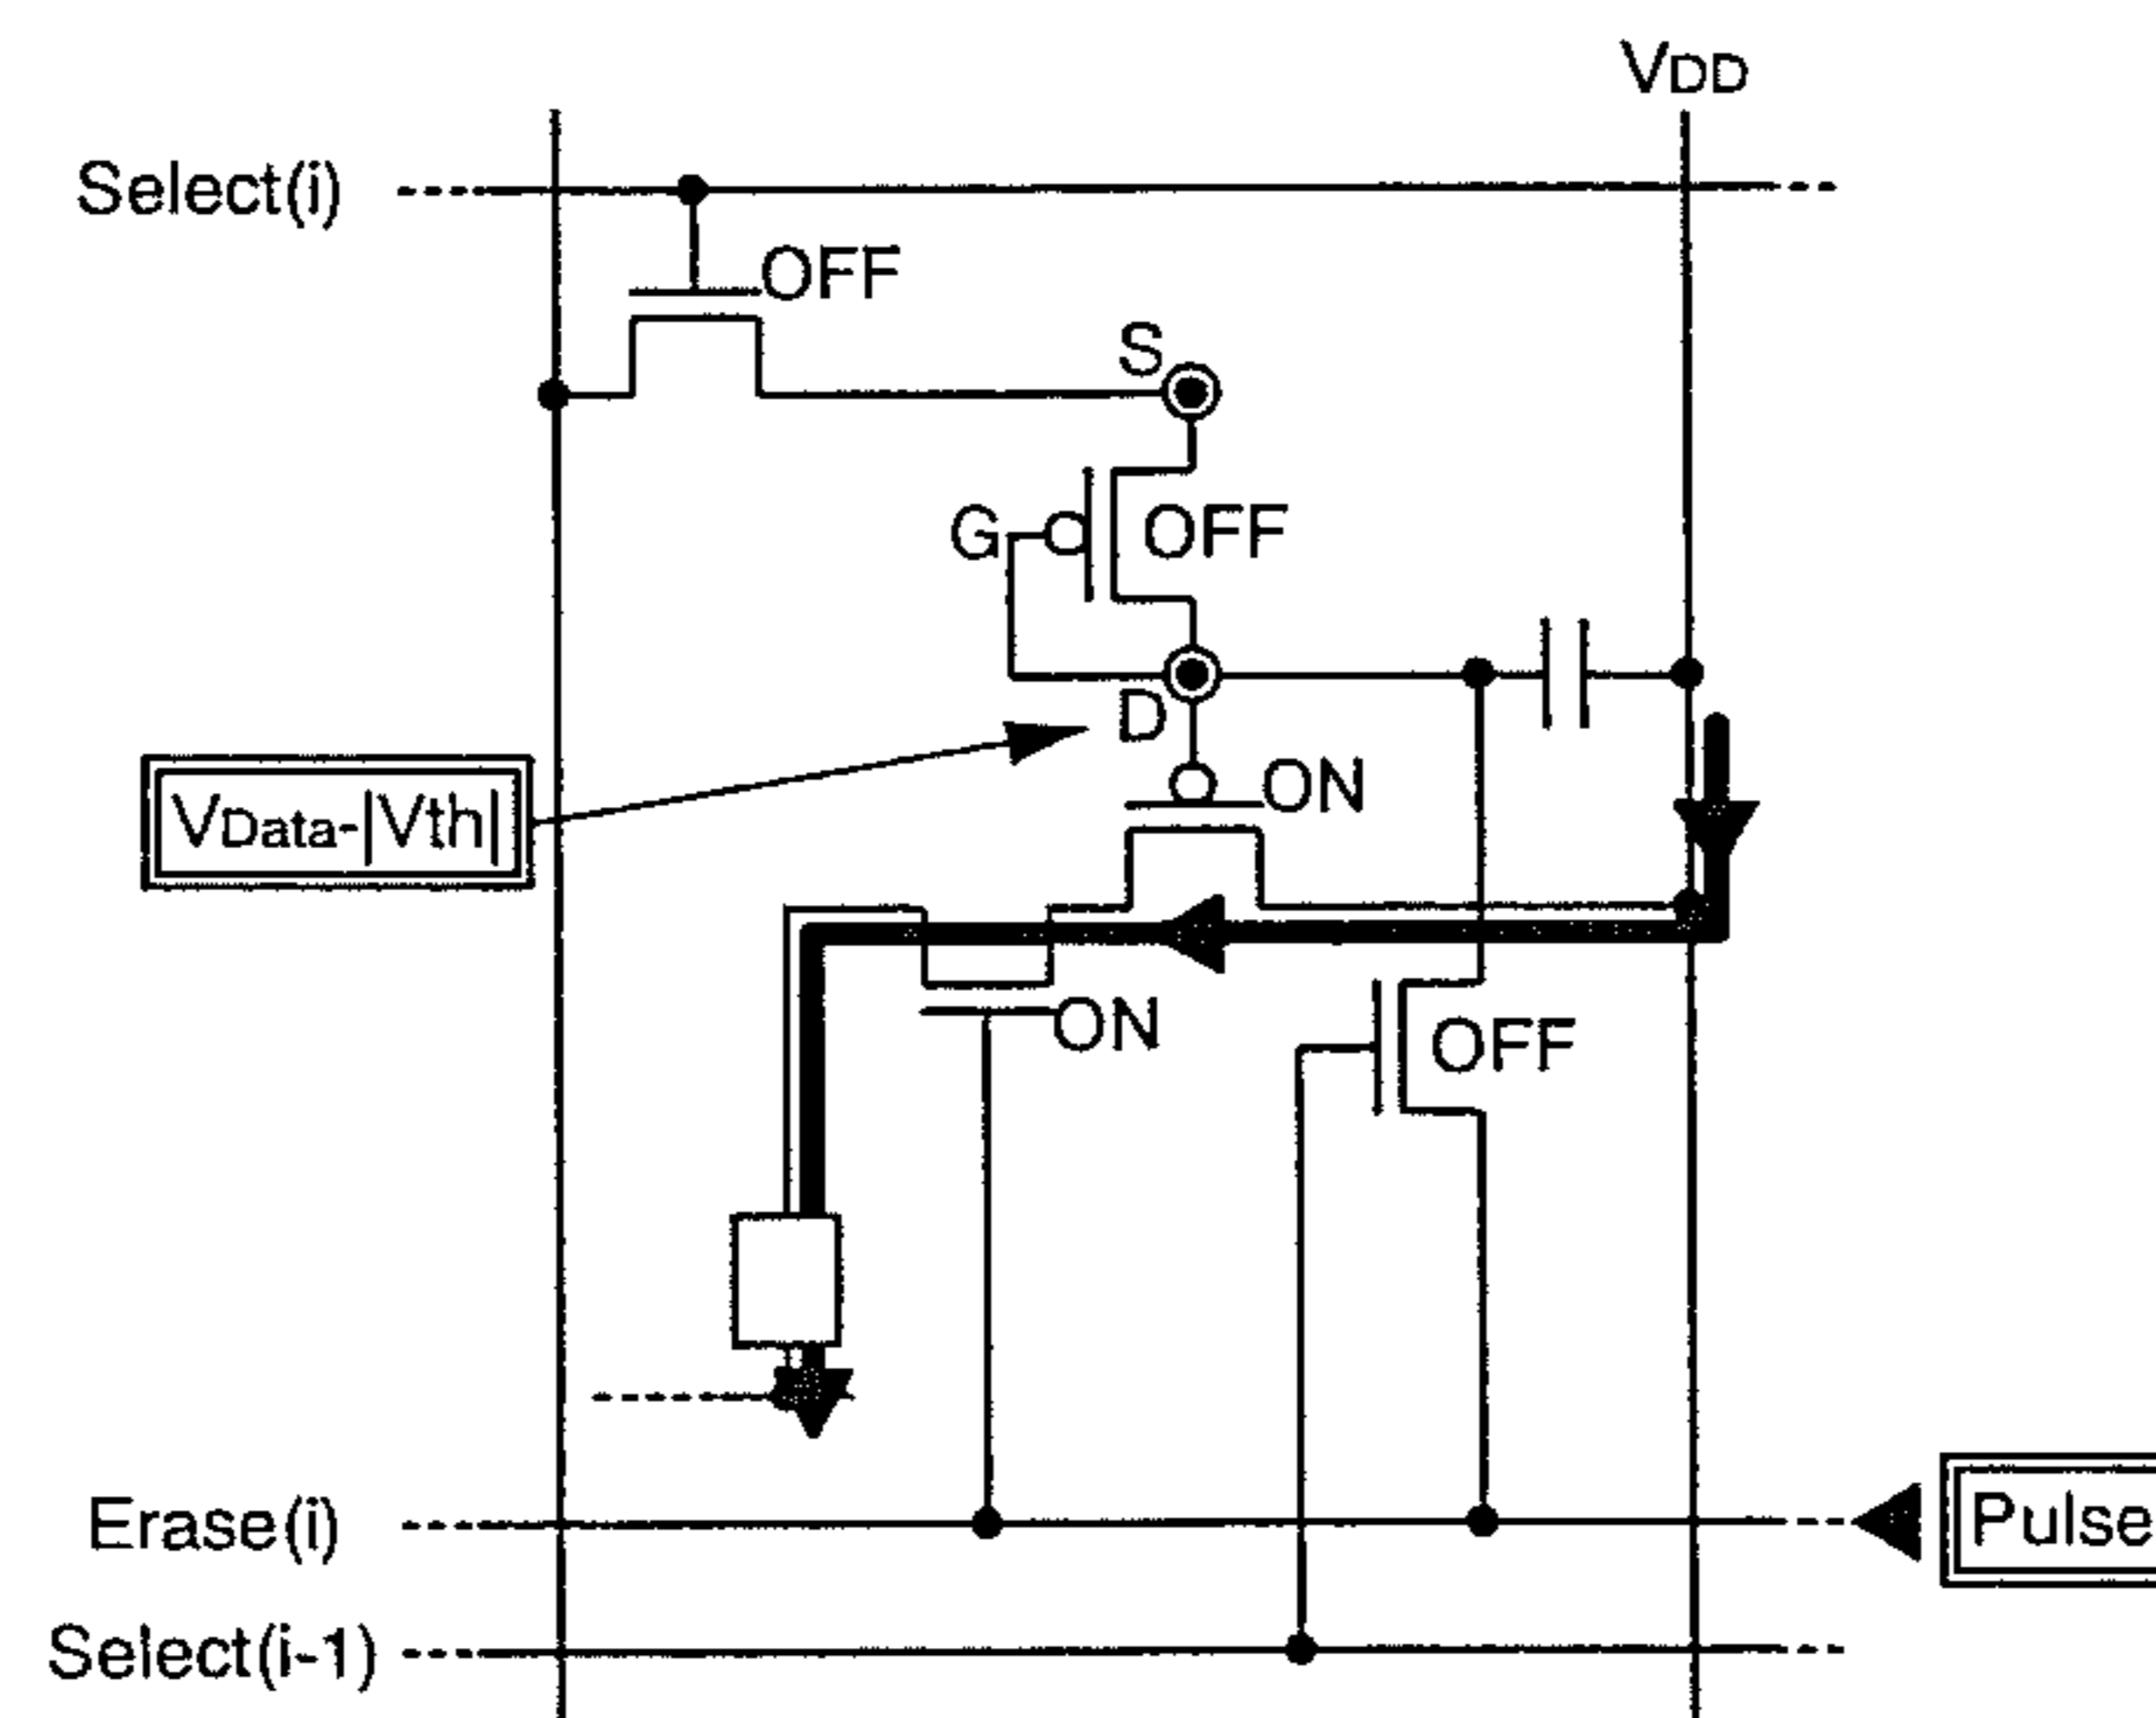 VDD
Select(i)
OFF
S
G
OFF
D
VData-|Vth|
ON
ON
OFF
Erase(i)
Pulse
Select(i-1)